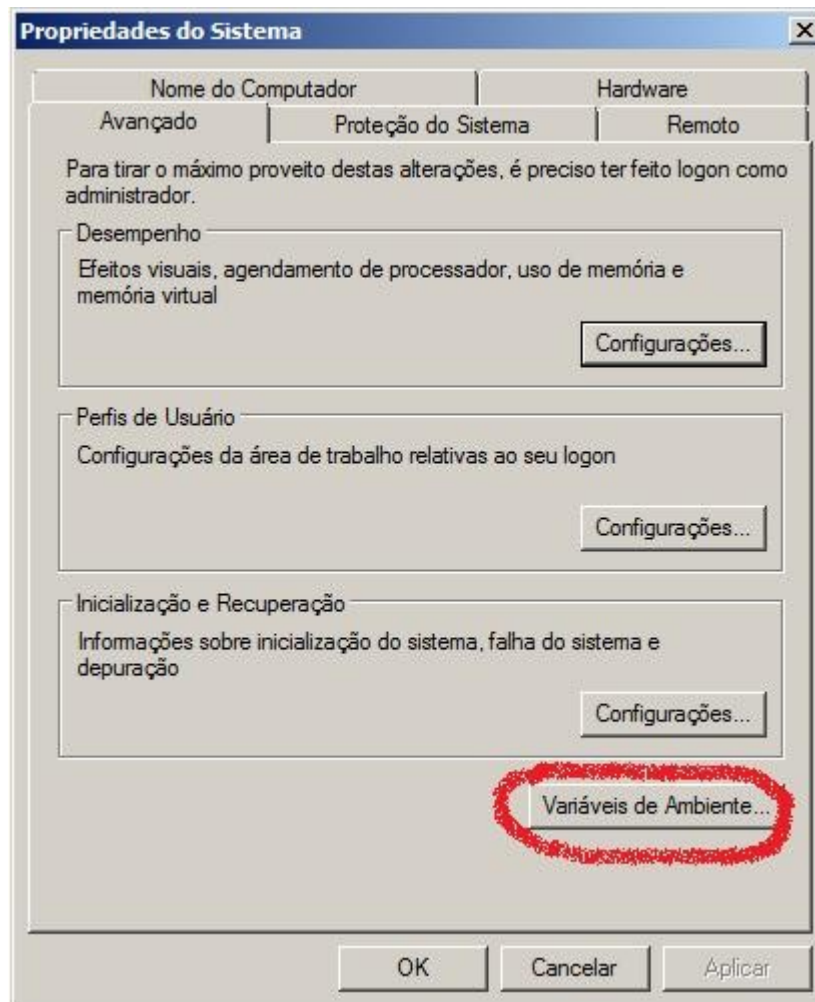 Propriedades do Sistema
Nome do Computador
Hardware
Avançado
Proteção do Sistema
Remoto
Para tirar o máximo proveito destas alterações, é preciso ter feito logon como
administrador.
Desempenho
Efeitos visuais, agendamento de processador, uso de memória e
memória virtual
Configurações...
Perfis de Usuário
Configurações da área de trabalho relativas ao seu logon
Configurações...
Inicialização e Recuperação
Informações sobre inicialização do sistema, falha do sistema e
depuração
Configurações...
Variáveis de Ambiente...
OK
Cancelar
Aplicar